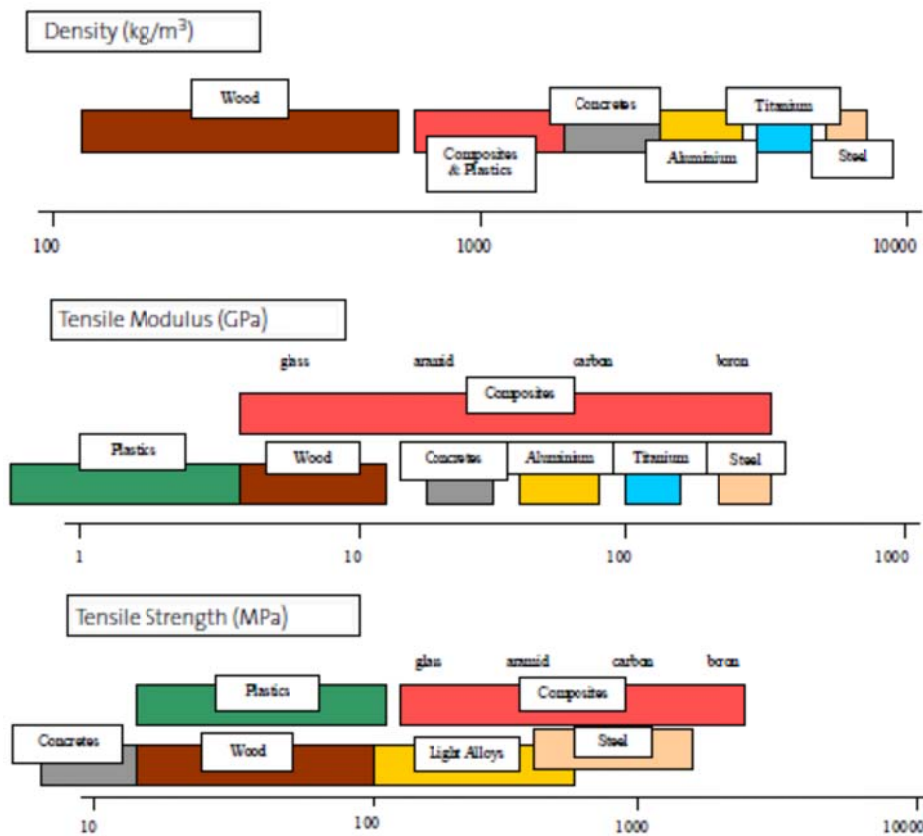 Density (kg/m³)
Wood
Concretes
Titanium
Composites
& Plastics
Aluminium
Steel
100
1000
10000
Tensile Modulus (GPa)
glass aramid carbon boron
Composites
Plastics
Wood
Concretes
Aluminium
Titanium
Steel
1
10
100
1000
Tensile Strength (MPa)
glass aramid carbon boron
Plastics
Composites
Concretes
Wood
Light Alloys
Steel
10
100
1000
10000